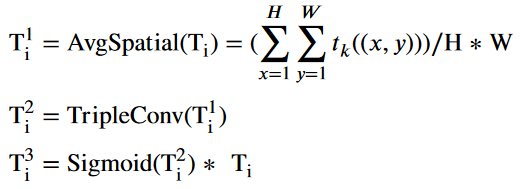 T_i^1 = AvgSpatial(T_i) = (∑_{x=1}^{H} ∑_{y=1}^{W} t_k((x, y)))/H * W
T_i^2 = TripleConv(T_i^1)
T_i^3 = Sigmoid(T_i^2) * T_i